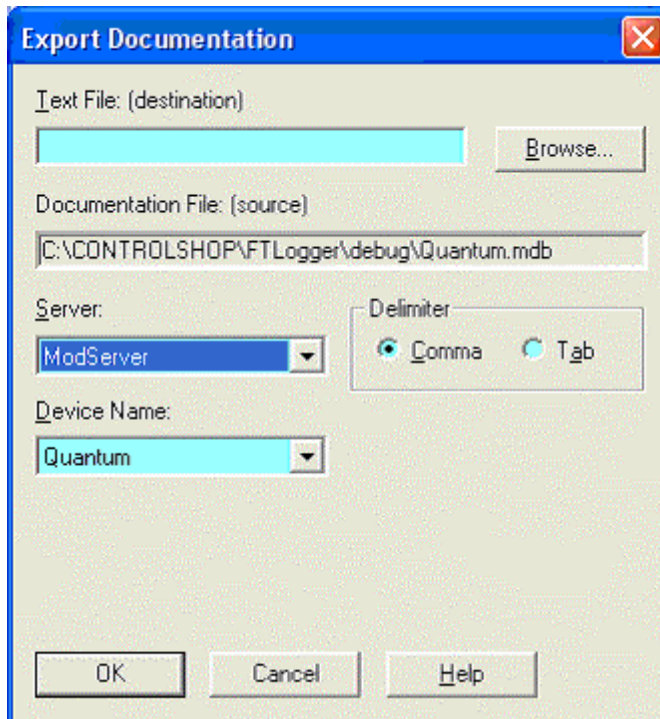 Export Documentation
Text File: (destination)
Browse...
Documentation File: (source)
C:\CONTROLSHOP\FTLogger\debug\Quantum.mdb
Server:
Delimiter
ModServer
Comma
Tab
Device Name:
Quantum
OK
Cancel
Help